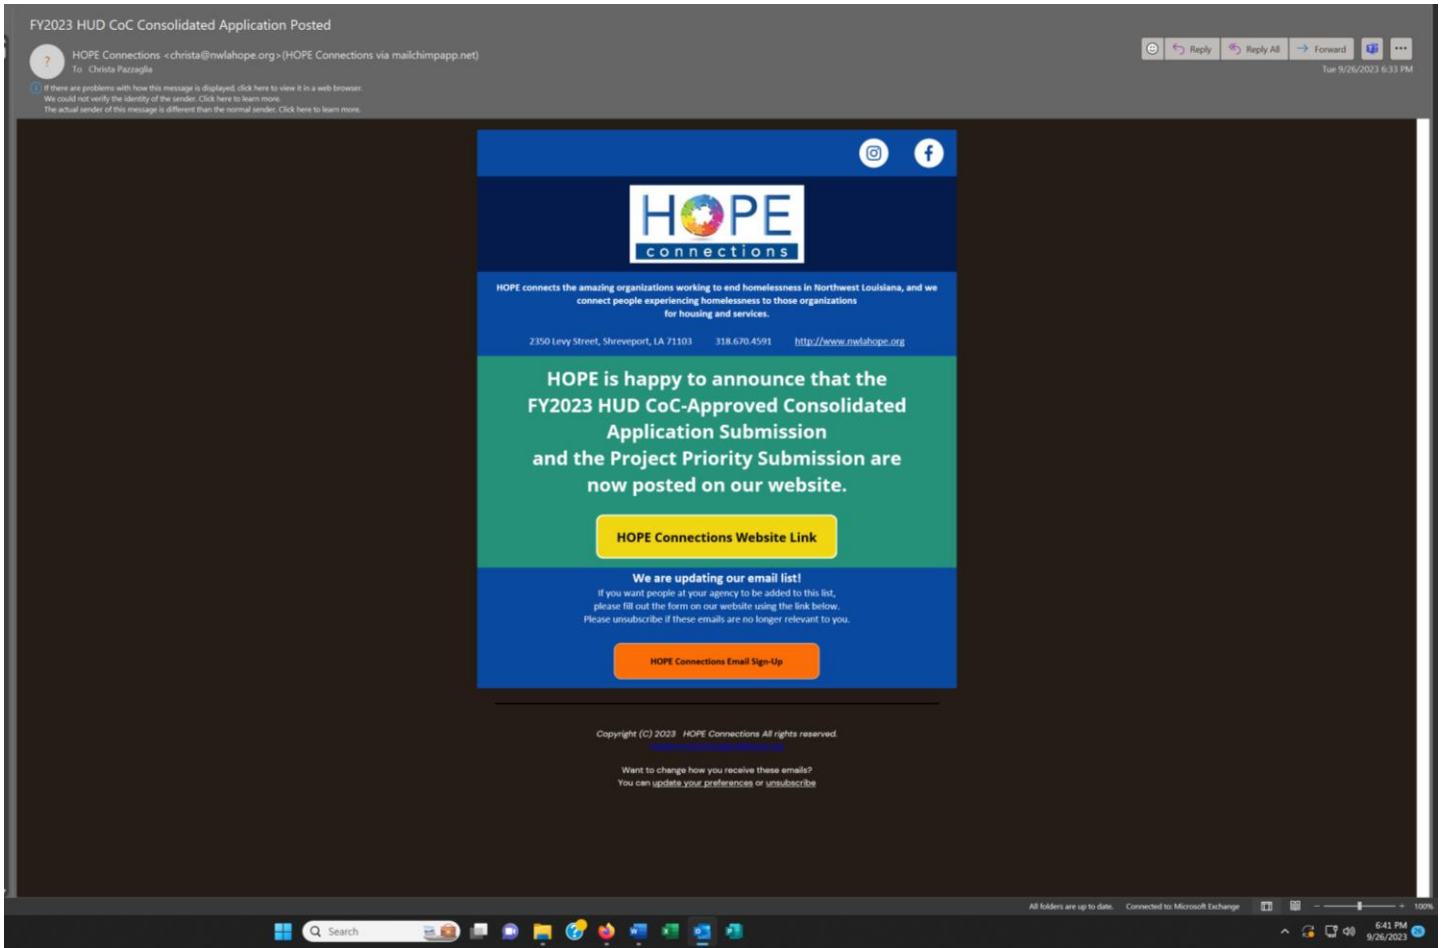 FY2023 HUD CoC Consolidated Application Posted
?
HOPE Connections <christa@nwlahope.org>(HOPE Connections via mailchimpapp.net)
To Christa Pazzaglia
Reply
Reply All
Forward
Tue 9/26/2023 6:33 PM
If there are problems with how this message is displayed, click here to view it in a web browser.
We could not verify the identity of the sender. Click here to learn more.
The actual sender of this message is different than the normal sender. Click here to learn more.
HOPE
connections
HOPE connects the amazing organizations working to end homelessness in Northwest Louisiana, and we
connect people experiencing homelessness to those organizations
for housing and services.
2350 Levy Street, Shreveport, LA 71103 318.670.4591 http://www.nwlahope.org
HOPE is happy to announce that the
FY2023 HUD CoC-Approved Consolidated
Application Submission
and the Project Priority Submission are
now posted on our website.
HOPE Connections Website Link
We are updating our email list!
If you want people at your agency to be added to this list,
please fill out the form on our website using the link below.
Please unsubscribe if these emails are no longer relevant to you.
HOPE Connections Email Sign-Up
Copyright (C) 2023 HOPE Connections All rights reserved.
Want to change how you receive these emails?
You can update your preferences or unsubscribe
All folders are up to date. Connected to: Microsoft Exchange 100%
Search
6:41 PM
9/26/2023